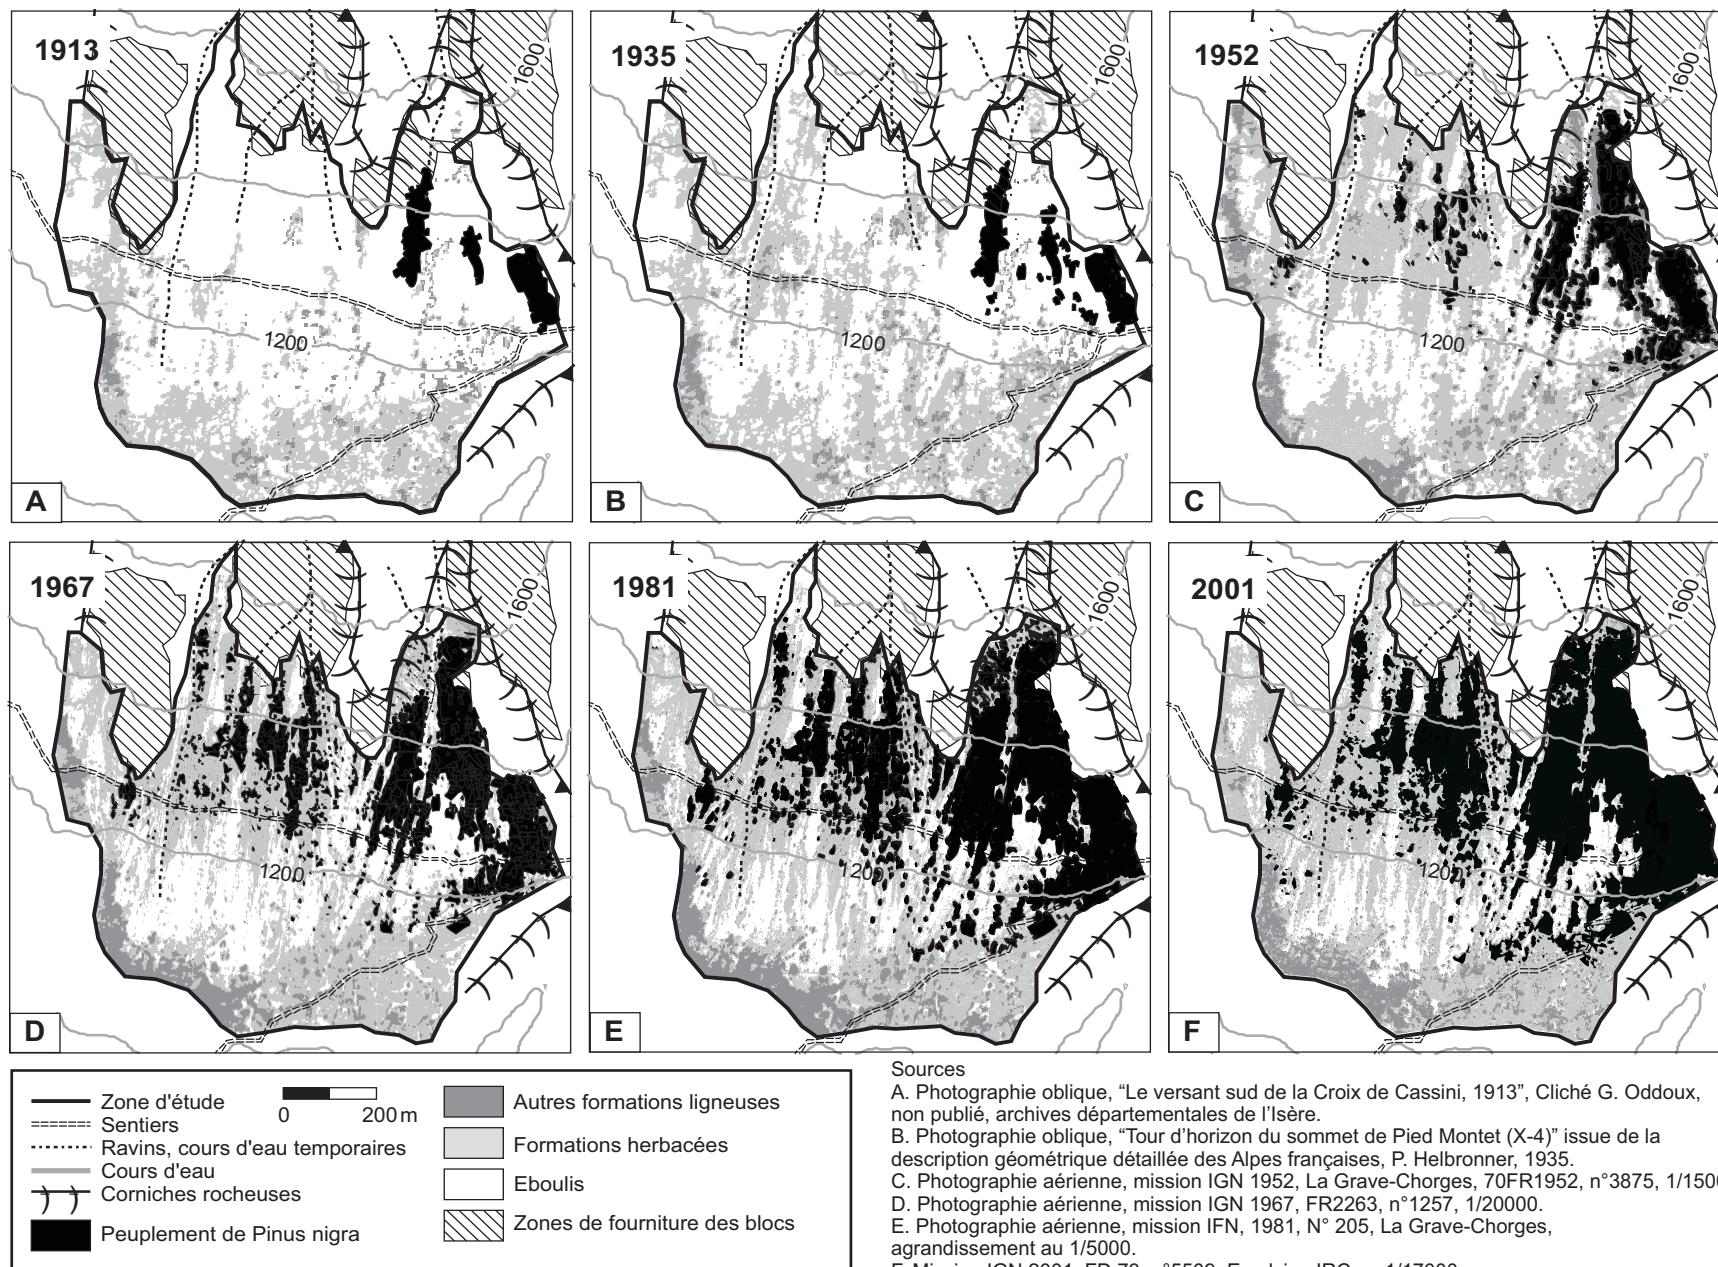 1913
1600
1200
A
1935
1600
1200
B
1952
1600
1200
C
1967
1600
1200
D
1981
1600
1200
E
2001
1600
1200
F
Zone d'étude
0 200 m
Sentiers
Ravins, cours d'eau temporaires
Cours d'eau
Corniches rocheuses
Peuplement de Pinus nigra
Autres formations ligneuses
Formations herbacées
Eboulis
Zones de fourniture des blocs
Sources
A. Photographie oblique, “Le versant sud de la Croix de Cassini, 1913”, Cliché G. Oddoux,
non publié, archives départementales de l’Isère.
B. Photographie oblique, “Tour d’horizon du sommet de Pied Montet (X-4)” issue de la
description géométrique détaillée des Alpes françaises, P. Helbronner, 1935.
C. Photographie aérienne, mission IGN 1952, La Grave-Chorges, 70FR1952, n°3875,
D. Photographie aérienne, mission IGN 1967, FR2263, n°1257, 1/20000.
E. Photographie aérienne, mission IFN, 1981, N° 205, La Grave-Chorges,
agrandissement au 1/5000.